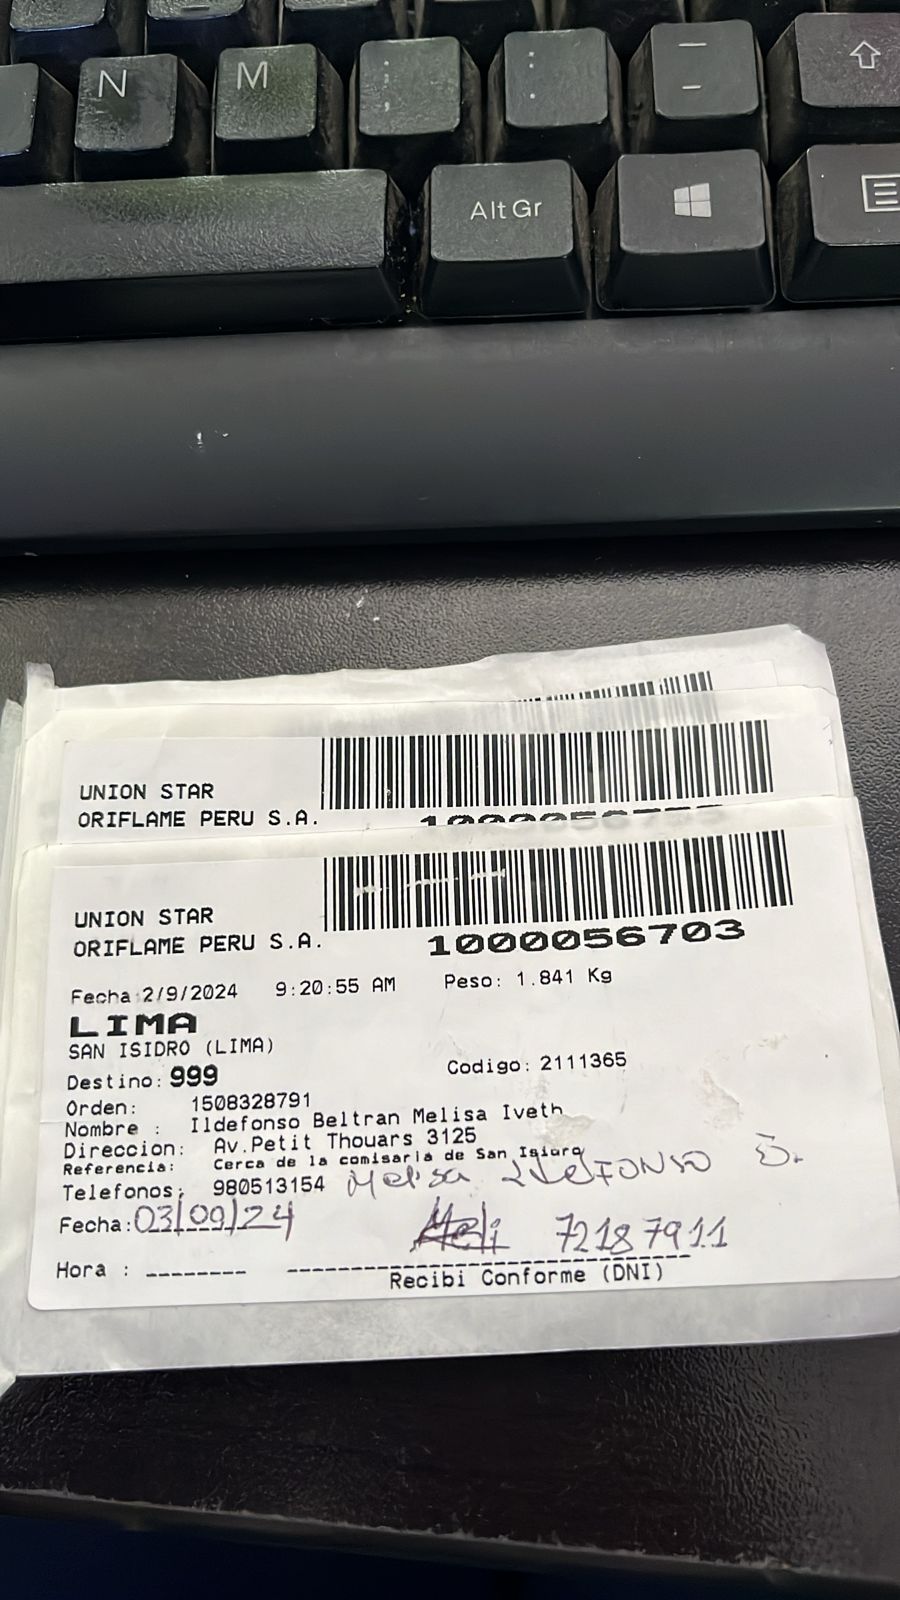 N M
; :
, .
_
-
Alt Gr
UNION STAR
ORIFLAME PERU S.A.
UNION STAR
ORIFLAME PERU S.A.
1000056703
Fecha:2/9/2024 9:20:55 AM Peso: 1.841 Kg
LIMA
SAN ISIDRO (LIMA)
Destino: 999 Codigo: 2111365
Orden: 1508328791
Nombre : Ildefonso Beltran Melisa Iveth
Direccion: Av.Petit Thouars 3125
Referencia: Cerca de la comisaria de San Isidro
Telefonos: 980513154 Melisa Ildefonso B.
Fecha: 03/09/24 Meli 72187911
Hora :
Recibi Conforme (DNI)